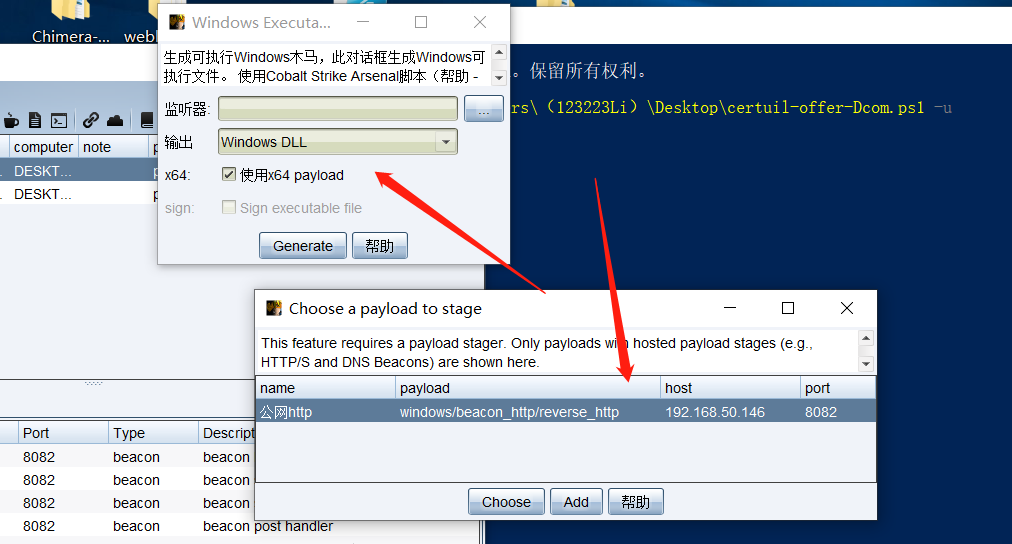 Chimera-...
Windows Executa...
生成可执行Windows木马，此对话框生成Windows可
执行文件。 使用Cobalt Strike Arsenal脚本（帮助 -
监听器:
...
输出
Windows DLL
x64:
使用x64 payload
sign:
Sign executable file
Generate
帮助
。保留所有权利。
rs\（123223Li）\Desktop\certuil-offer-Dcom.ps1 -u
computer
note
DESKT...
DESKT...
Choose a payload to stage
This feature requires a payload stager. Only payloads with hosted payload stages (e.g.,
HTTP/S and DNS Beacons) are shown here.
name
payload
host
port
公网http
windows/beacon_http/reverse_http
192.168.50.146
8082
Choose
Add
帮助
Port
Type
Descript
8082
beacon
beacon
8082
beacon
beacon
8082
beacon
beacon
8082
beacon
beacon post handler